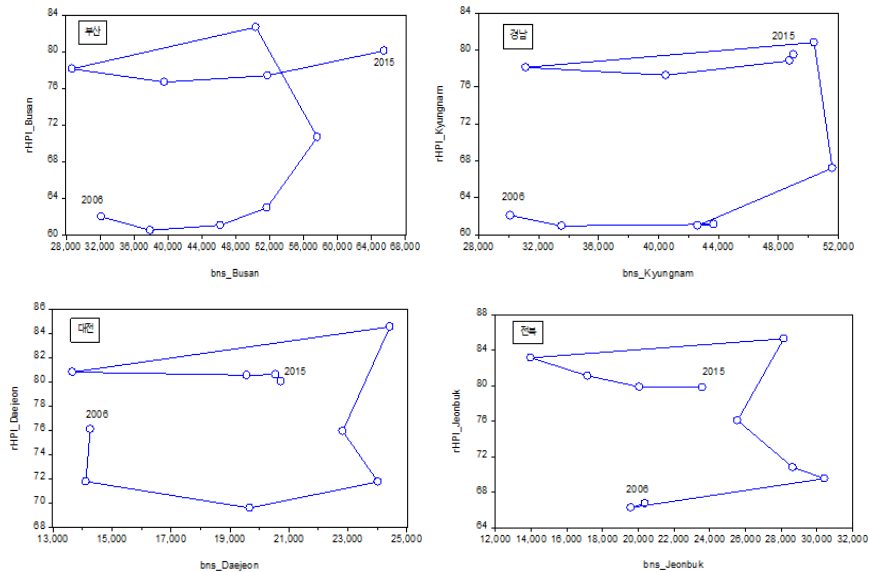 부산
84
80
76
72
68
64
60
rHPI_Busan
2015
2006
28,000 32,000 36,000 40,000 44,000 48,000 52,000 56,000 60,000 64,000 68,000
bns_Busan
경남
84
80
76
72
68
64
60
rHPI_Kyungnam
2015
2006
28,000 32,000 36,000 40,000 44,000 48,000 52,000
bns_Kyungnam
대전
86
84
82
80
78
76
74
72
70
68
rHPI_Daejeon
2015
2006
13,000 15,000 17,000 19,000 21,000 23,000 25,000
bns_Daejeon
전북
88
84
80
76
72
68
64
rHPI_Jeonbuk
2015
2006
12,000 14,000 16,000 18,000 20,000 22,000 24,000 26,000 28,000 30,000 32,000
bns_Jeonbuk